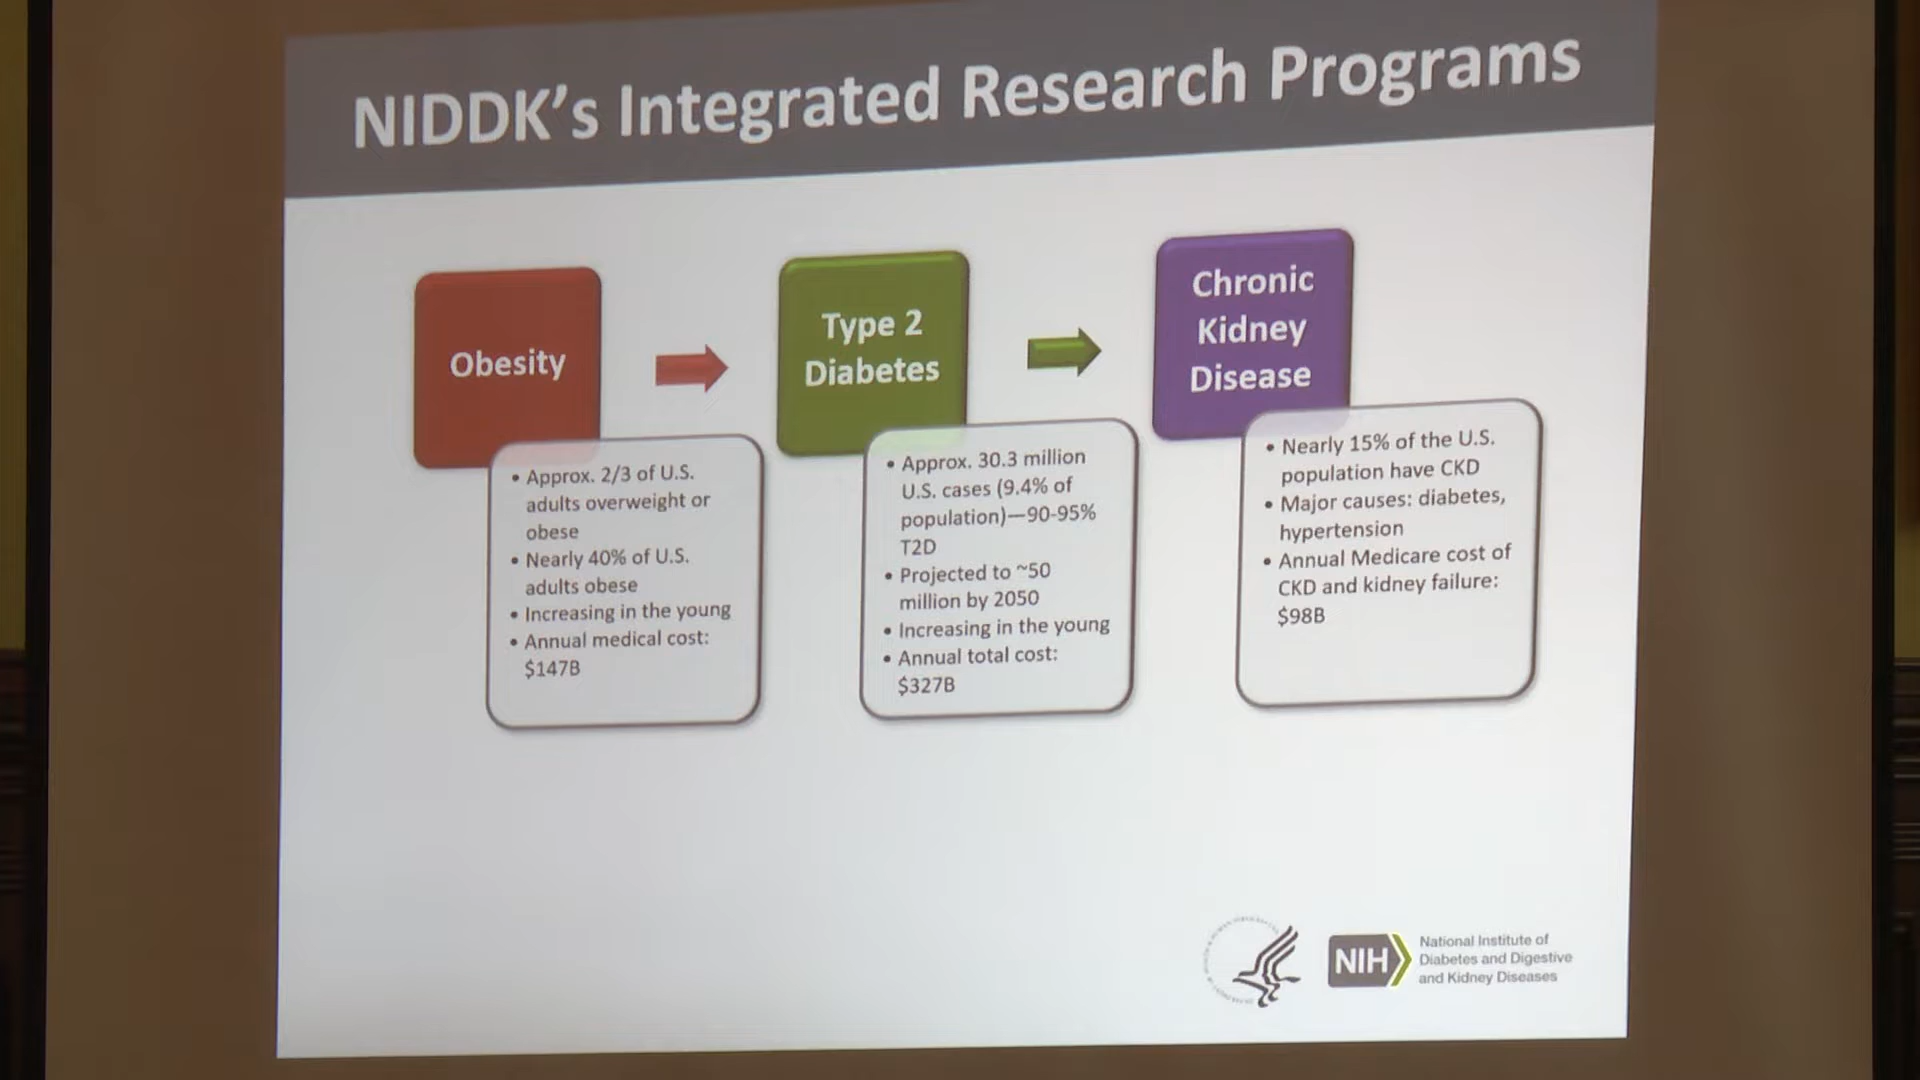 NIDDK's Integrated Research Programs
Obesity
Type 2
Diabetes
Chronic
Kidney
Disease
• Approx. 2/3 of U.S.
adults overweight or
obese
• Nearly 40% of U.S.
adults obese
• Increasing in the young
• Annual medical cost:
$147B
• Approx. 30.3 million
U.S. cases (9.4% of
population)—90-95%
T2D
• Projected to ~50
million by 2050
• Increasing in the young
• Annual total cost:
$327B
• Nearly 15% of the U.S.
population have CKD
• Major causes: diabetes,
hypertension
• Annual Medicare cost of
CKD and kidney failure:
$98B
NIH
National Institute of
Diabetes and Digestive
and Kidney Diseases